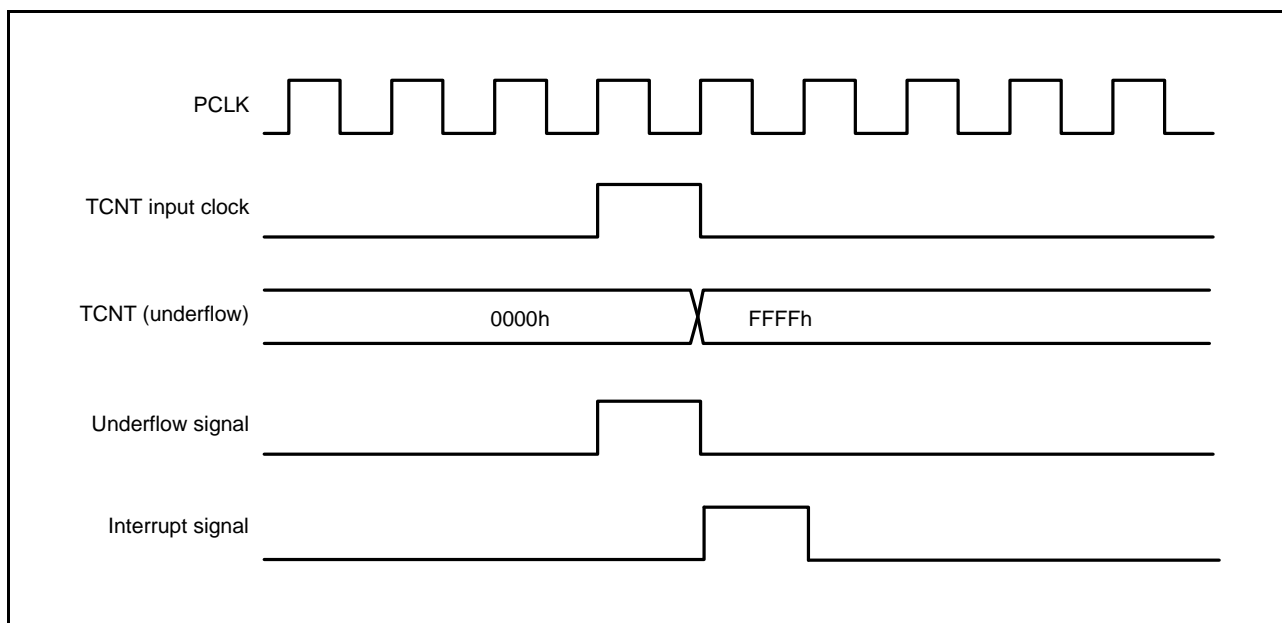 PCLK
TCNT input clock
TCNT (underflow)
0000h
FFFFh
Underflow signal
Interrupt signal